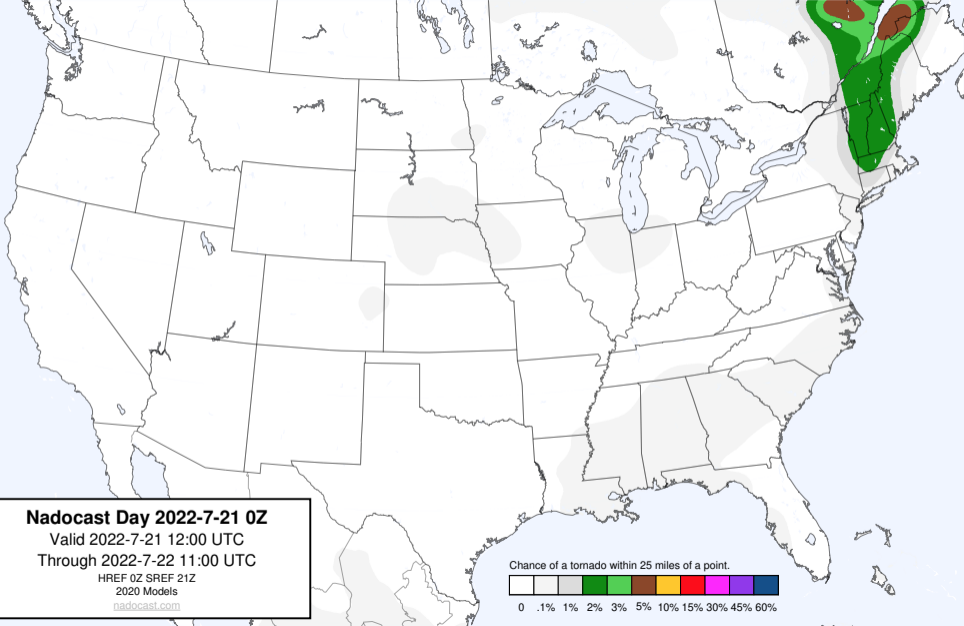 Nadocast Day 2022-7-21 0Z
Valid 2022-7-21 12:00 UTC
Through 2022-7-22 11:00 UTC
HREF 0Z SREF 21Z
2020 Models
nadocast.com
Chance of a tornado within 25 miles of a point.
0 .1% 1% 2% 3% 5% 10% 15% 30% 45% 60%